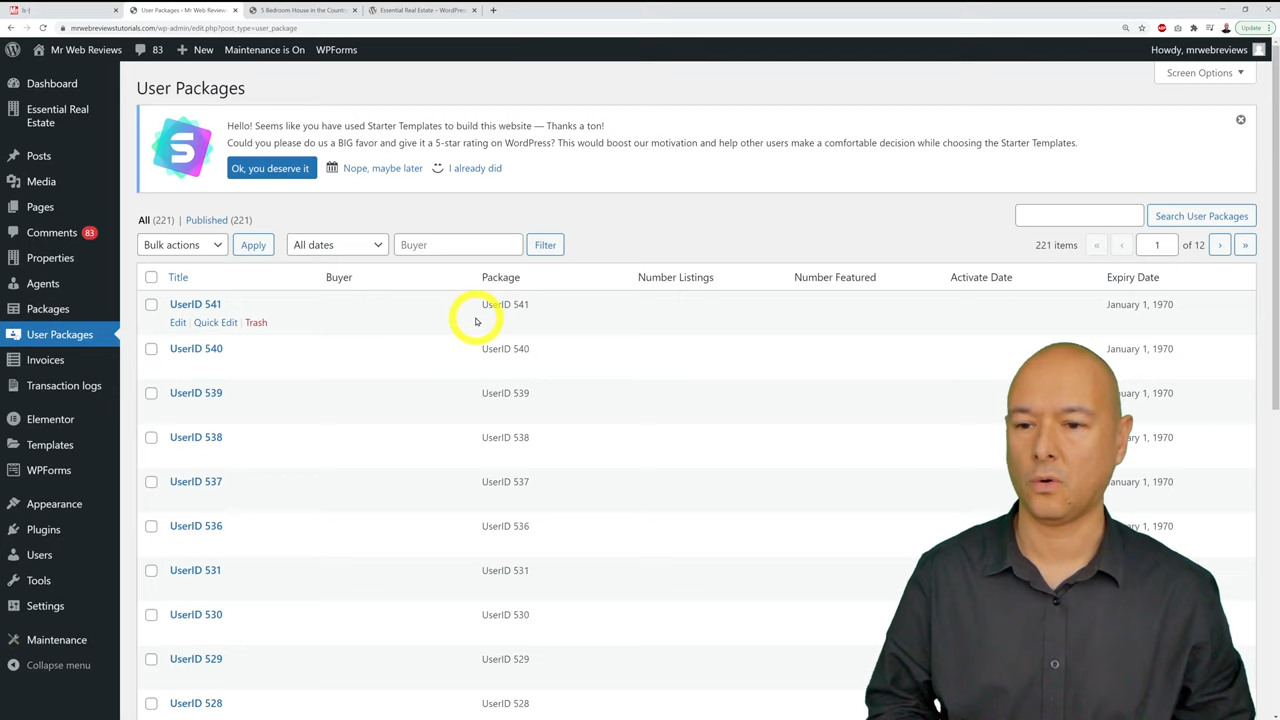 User Packages - Mr Web Reviews
5 Bedroom House in the Countr
Essential Real Estate – WordPress
mrwebreviewstutorials.com/wp-admin/edit.php?post_type=user_package
Update
Mr Web Reviews
83
New
Maintenance is On
WPForms
Howdy, mrwebreviews
Dashboard
Essential Real
Estate
Posts
Media
Pages
Comments 83
Properties
Agents
Packages
User Packages
Invoices
Transaction logs
Elementor
Templates
WPForms
Appearance
Plugins
Users
Tools
Settings
Maintenance
Collapse menu
User Packages
Screen Options
Hello! Seems like you have used Starter Templates to build this website — Thanks a ton!
Could you please do us a BIG favor and give it a 5-star rating on WordPress? This would boost our motivation and help other users make a comfortable decision while choosing the Starter Templates.
Ok, you deserve it
Nope, maybe later
I already did
All (221) | Published (221)
Search User Packages
Bulk actions
Apply
All dates
Buyer
Filter
221 items « ‹ 1 of 12 › »
Title Buyer Package Number Listings Number Featured Activate Date Expiry Date
UserID 541 UserID 541 January 1, 1970
Edit | Quick Edit | Trash
UserID 540 UserID 540 January 1, 1970
UserID 539 UserID 539 January 1, 1970
UserID 538 UserID 538 anuary 1, 1970
UserID 537 UserID 537 anuary 1, 1970
UserID 536 UserID 536 anuary 1, 1970
UserID 531 UserID 531
UserID 530 UserID 530
UserID 529 UserID 529
UserID 528 UserID 528